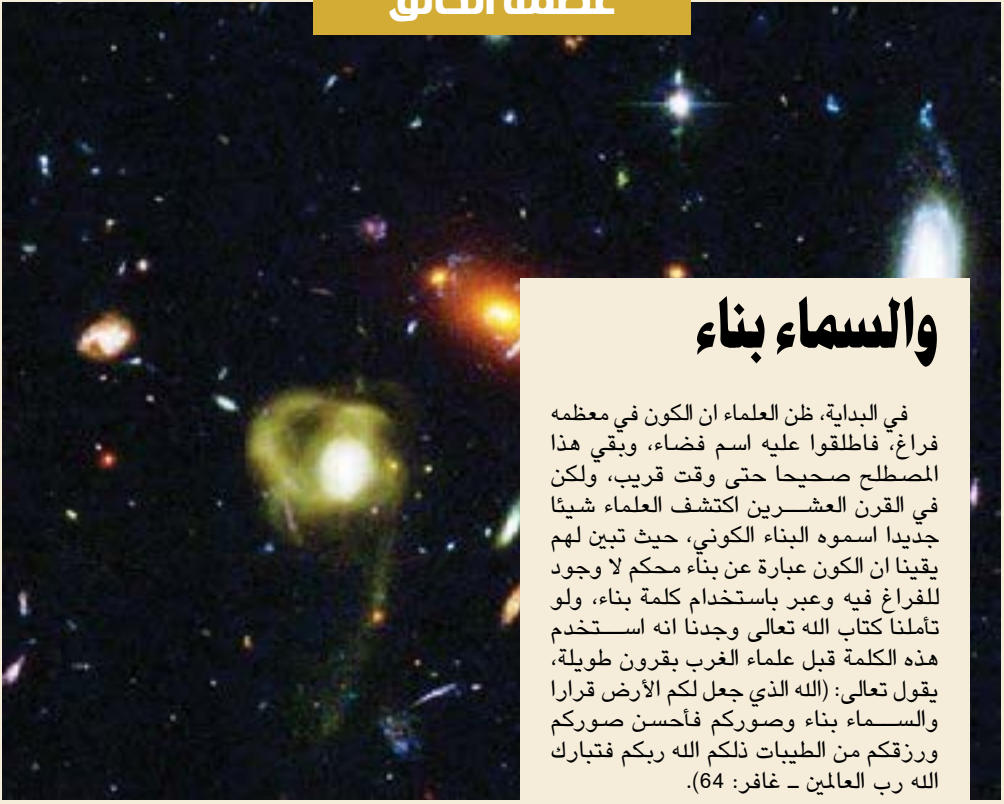 عظمة الخالق
والسماء بناء
في البداية، ظن العلماء ان الكون في معظمه
فراغ، فاطلقوا عليه اسم فضاء، وبقي هذا
المصطلح صحيحا حتى وقت قريب، ولكن
في القرن العشـــرين اكتشف العلماء شيئا
جديدا اسموه البناء الكوني، حيث تبين لهم
يقينا ان الكون عبارة عن بناء محكم لا وجود
للفراغ فيه وعبر باستخدام كلمة بناء، ولو
تأملنا كتاب الله تعالى وجدنا انه اســـتخدم
هذه الكلمة قبل علماء الغرب بقرون طويلة،
يقول تعالى: (الله الذي جعل لكم الأرض قرارا
والســـماء بناء وصوركم فأحسن صوركم
ورزقكم من الطيبات ذلكم الله ربكم فتبارك
الله رب العالمين ــ غافر: 64).